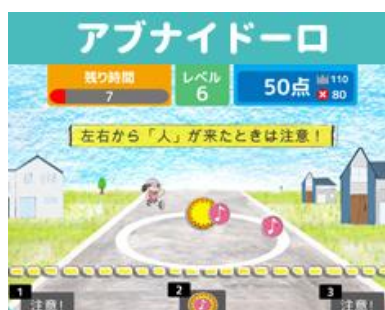 アブナイドーロ
残り時間
7
レベル
6
50点
110
80
左右から「人」が来たときは注意！
1
注意!
2
3
注意!